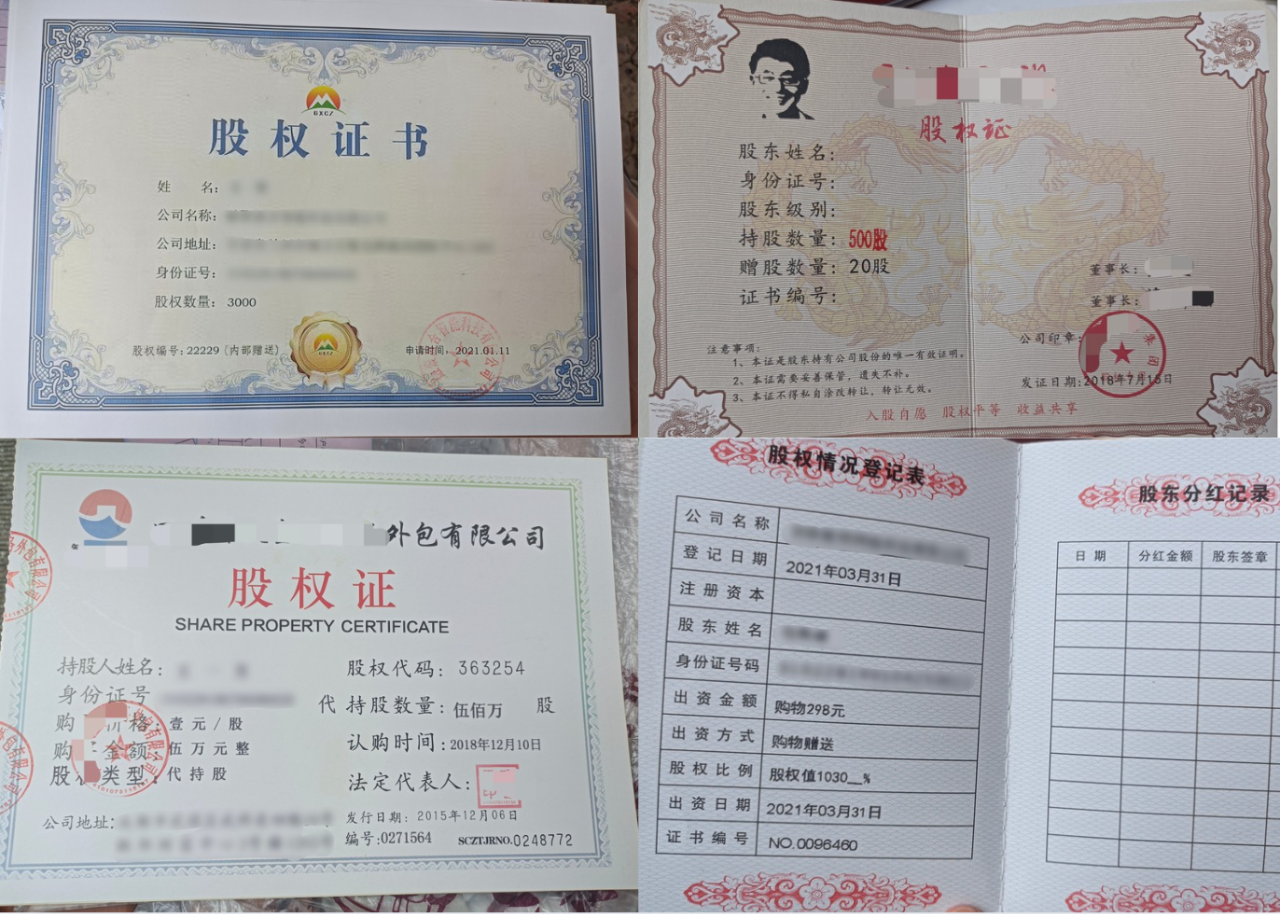 GXCZ
股权证书
姓 名：
公司名称：
公司地址：
身份证号：
股权数量： 3000
股权编号：22229（内部赠送）
GXCZ
申请时间：2021.01.11
股权证
股东姓名：
身份证号：
股东级别：
持股数量：500股
赠股数量：20股
证书编号：
董事长：
董事长：
公司印章：
集团
发证日期：2018年7月15日
注意事项：
1、本证是股东持有公司股份的唯一有效证明。
2、本证需要妥善保管，遗失不补。
3、本证不得私自涂改转让，转让无效。
入股自愿 股权平等 收益共享
外包有限公司
股权证
SHARE PROPERTY CERTIFICATE
持股人姓名：
身份证号
购 价格：壹元/股
购 金额：伍万元整
股 类型：代持股
公司地址：
股权代码：363254
代持股数量：伍佰万 股
认购时间：2018年12月10日
法定代表人：
发行日期：2015年12月06日
编号:0271564 SCZTJRNO.0248772
股权情况登记表
公司名称
登记日期 2021年03月31日
注册资本
股东姓名
身份证号码
出资金额 购物298元
出资方式 购物赠送
股权比例 股权值1030__%
出资日期 2021年03月31日
证书编号 NO.0096460
股东分红记录
日期 分红金额 股东签章